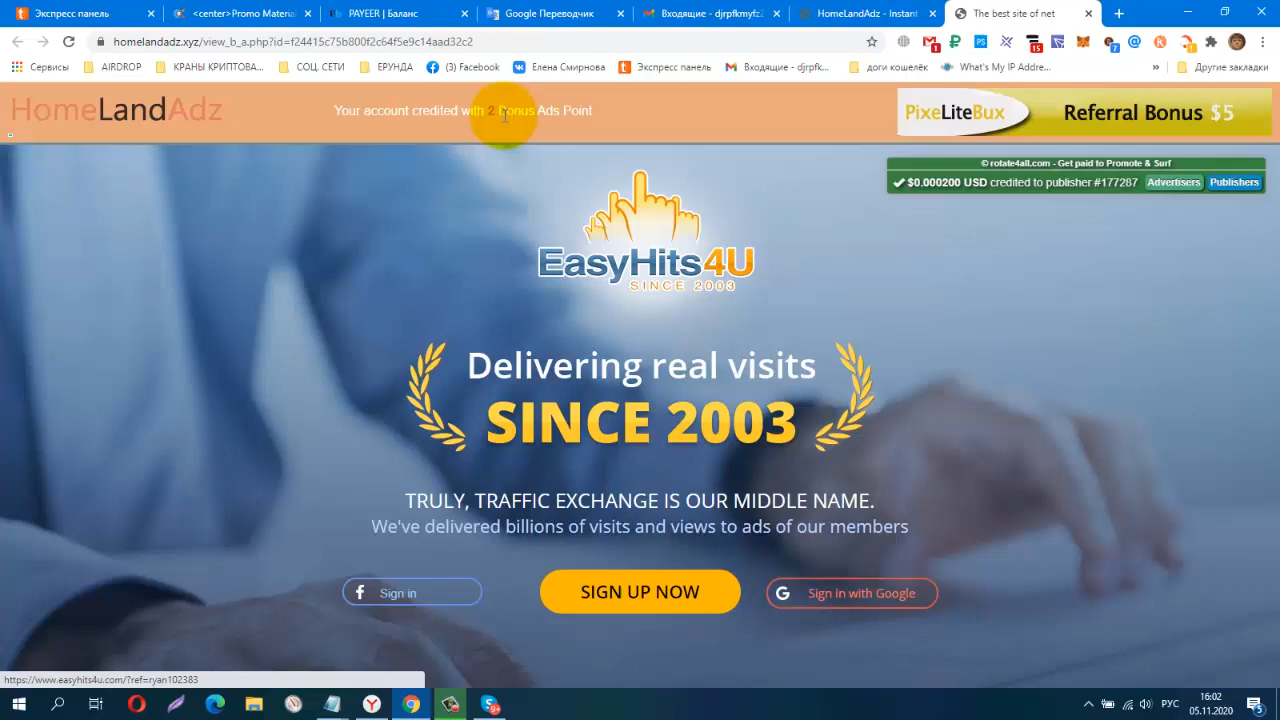 Экспресс панель
<center>Promo Materia
PAYEER | Баланс
Google Переводчик
Входящие - djrpfkmyfz2
HomeLandAdz - Instant
The best site of net
homelandadz.xyz/view_b_a.php?id=f24415c75b800f2c64f5e9c14aad32c2
Сервисы
AIRDROP
КРАНЫ КРИПТОВА...
СОЦ. СЕТИ
ЕРУНДА
(3) Facebook
Елена Смирнова
Экспресс панель
Входящие - djrpfk...
доги кошелёк
What's My IP Addre...
»
Другие закладки
HomeLandAdz
Your account credited with 2 Bonus Ads Point
PixeLiteBux
Referral Bonus $5
© rotate4all.com - Get paid to Promote & Surf
$0.000200 USD credited to publisher #177287 Advertisers Publishers
EasyHits4U
SINCE 2003
Delivering real visits
SINCE 2003
TRULY, TRAFFIC EXCHANGE IS OUR MIDDLE NAME.
We've delivered billions of visits and views to ads of our members
Sign in
SIGN UP NOW
Sign in with Google
https://www.easyhits4u.com/?ref=ryan102383
РУС
16:02
05.11.2020